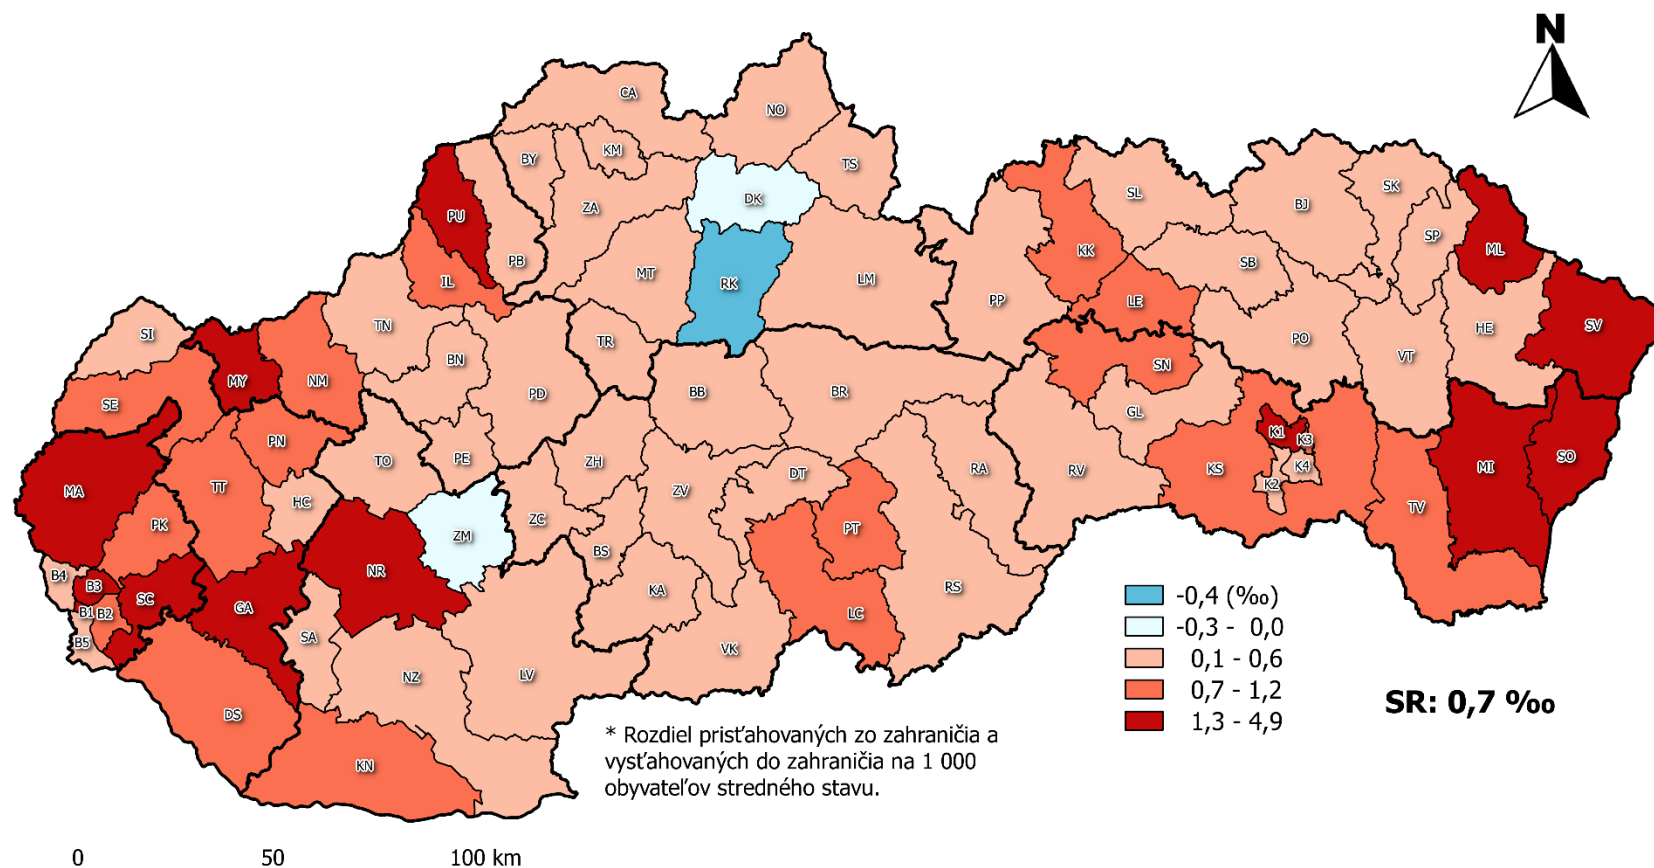 N
CA
NO
BY
KM
TS
DK
SL
BJ
SK
PU
ZA
SP
KK
ML
PB
MT
SB
IL
RK
LM
PP
LE
HE
SV
SI
TN
TR
PO
VT
BN
SN
MY
NM
PD
BB
BR
SE
GL
PN
K1
K3
TO
PE
ZH
RA
RV
KS
K4
MI
SO
MA
TT
DT
K2
HC
ZV
PK
ZC
PT
TV
ZM
BS
B4
B3
NR
SC
KA
RS
GA
B1
B2
LC
B5
SA
VK
NZ
LV
DS
KN
-0,4 (‰)
-0,3 - 0,0
0,1 - 0,6
0,7 - 1,2
1,3 - 4,9
SR: 0,7 ‰
* Rozdiel prisťahovaných zo zahraničia a
vysťahovaných do zahraničia na 1 000
obyvateľov stredného stavu.
0 50 100 km